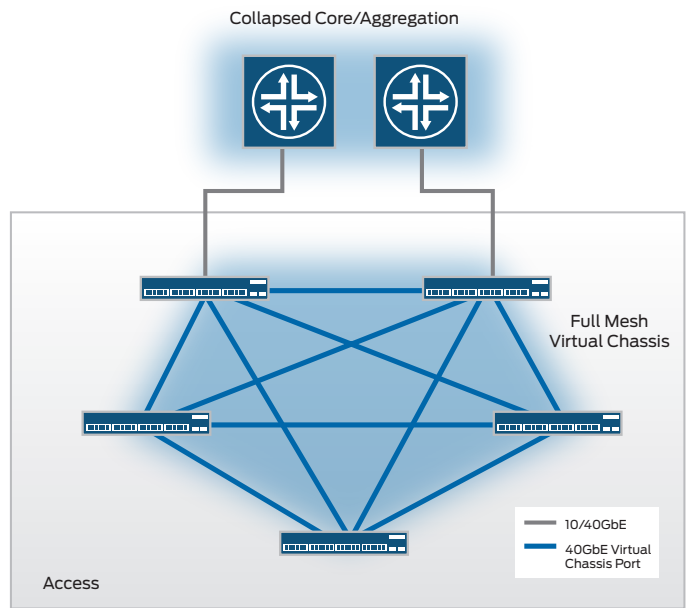 Collapsed Core/Aggregation
Full Mesh
Virtual Chassis
10/40GbE
40GbE Virtual
Chassis Port
Access